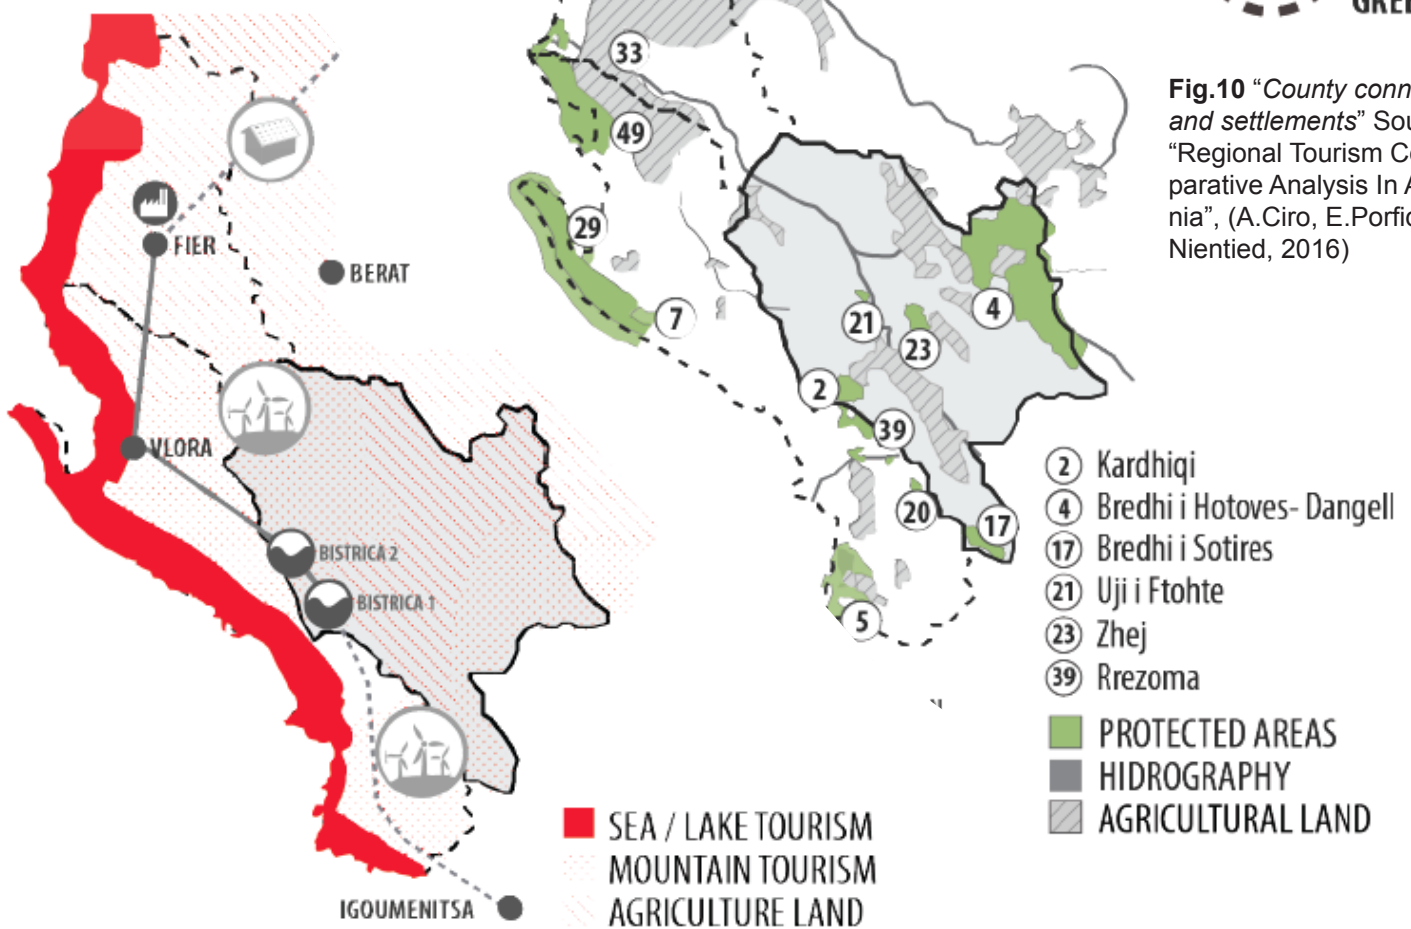 33
49
29
7
4
21
23
2
39
20
17
5
FIER
BERAT
VLORA
BISTRICA 2
BISTRICA 1
IGOUMENITSA
SEA / LAKE TOURISM
MOUNTAIN TOURISM
AGRICULTURE LAND
2 Kardhiqi
4 Bredhi i Hotoves- Dangell
17 Bredhi i Sotires
21 Uji i Ftohte
23 Zhej
39 Rrezoma
PROTECTED AREAS
HIDROGRAPHY
AGRICULTURAL LAND
Fig.10 “County conn
and settlements” Sou
“Regional Tourism Co
parative Analysis In A
nia”, (A.Ciro, E.Porfic
Nientied, 2016)